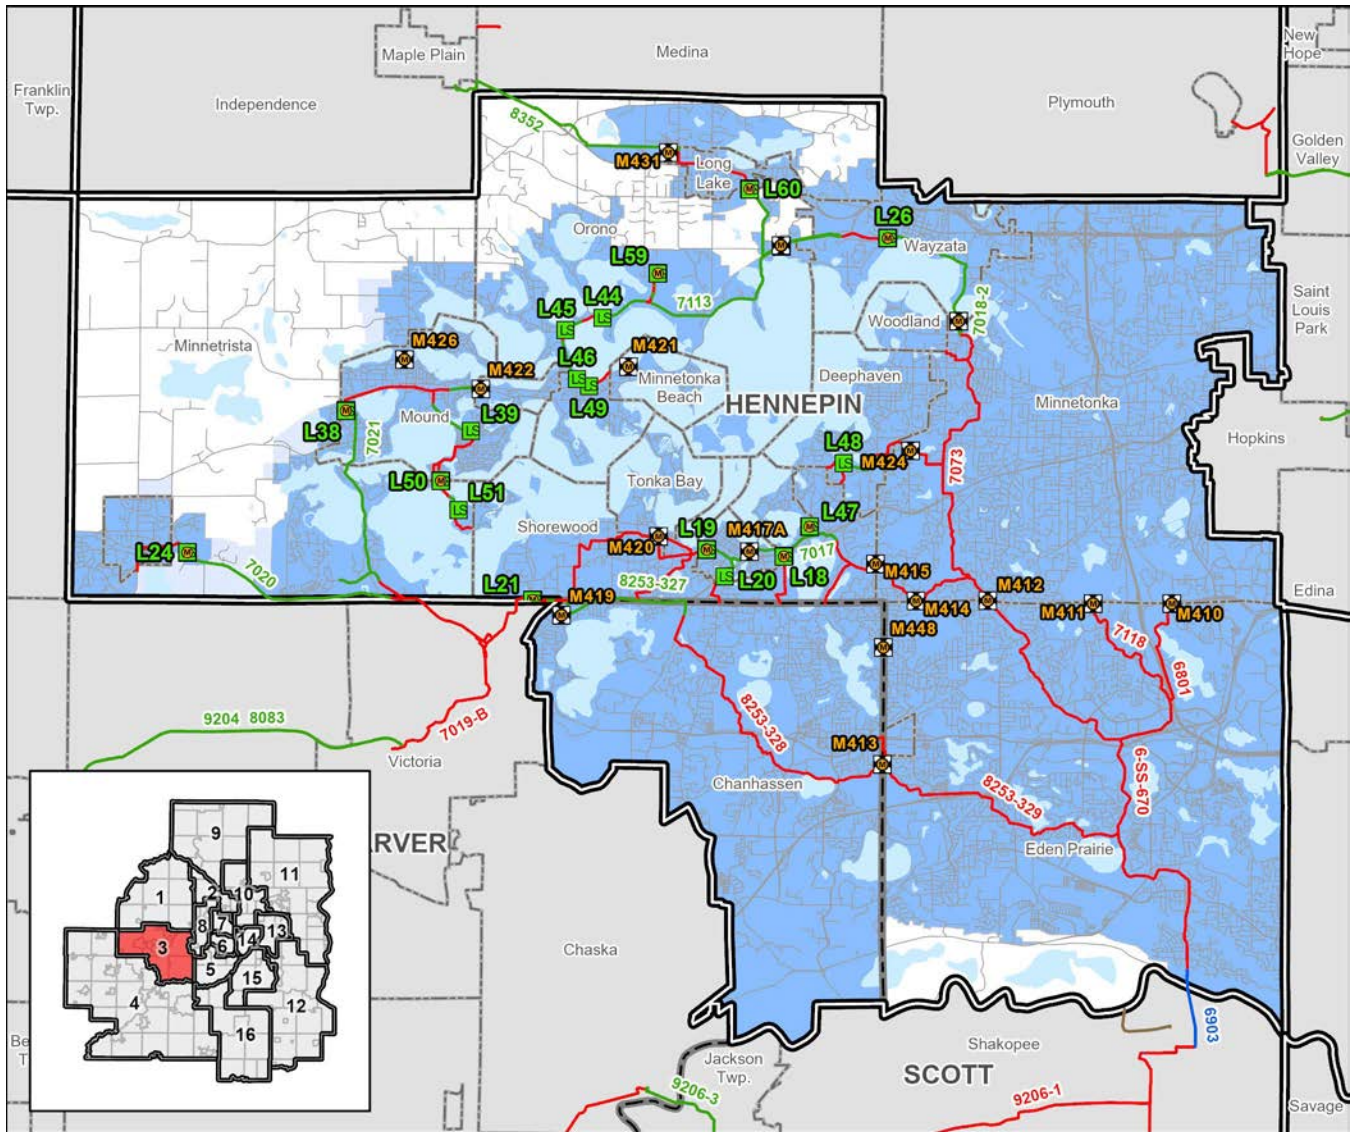 Maple Plain
Medina
New
Hope
Franklin
Twp.
Independence
Plymouth
8352
Golden
Valley
M431
Long
Lake
L60
L26
Orono
Wayzata
L59
7113
L45
L44
7018-2
Saint
Louis
Park
Woodland
Minnetrista
M426
L46
M421
M422
Minnetonka
Beach
Deephaven
Minnetonka
L49
HENNEPIN
L38
Mound
L39
7021
Hopkins
L48
M424
7073
L50
Tonka Bay
L51
Shorewood
L47
L19
M417A
M420
7017
L24
L20
L18
M415
7020
8253-327
L21
M419
M412
M414
M411
M410
Edina
M448
7118
6801
9204 8083
7019-B
8253-328
Victoria
M413
6-SS-670
Chanhassen
8253-329
ARVER
Eden Prairie
9
11
1
2
10
8
7
13
3
14
6
5
15
4
12
16
Chaska
6903
Be
T
Jackson
Twp.
Shakopee
SCOTT
9206-3
9206-1
Savage
M
LS